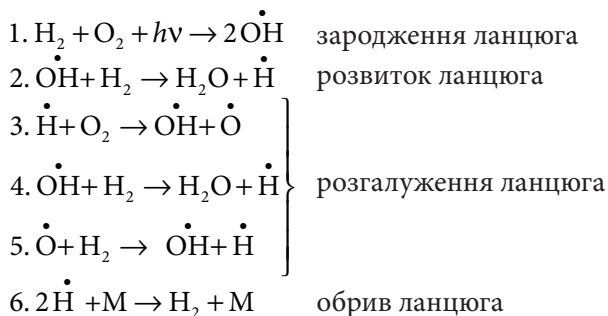 1. H₂ + O₂ + hν → 2ȮH зародження ланцюга
2. ȮH + H₂ → H₂O + Ḣ розвиток ланцюга
3. Ḣ + O₂ → ȮH + Ȯ
4. ȮH + H₂ → H₂O + Ḣ розгалуження ланцюга
5. Ȯ + H₂ → ȮH + Ḣ
6. 2Ḣ + M → H₂ + M обрив ланцюга